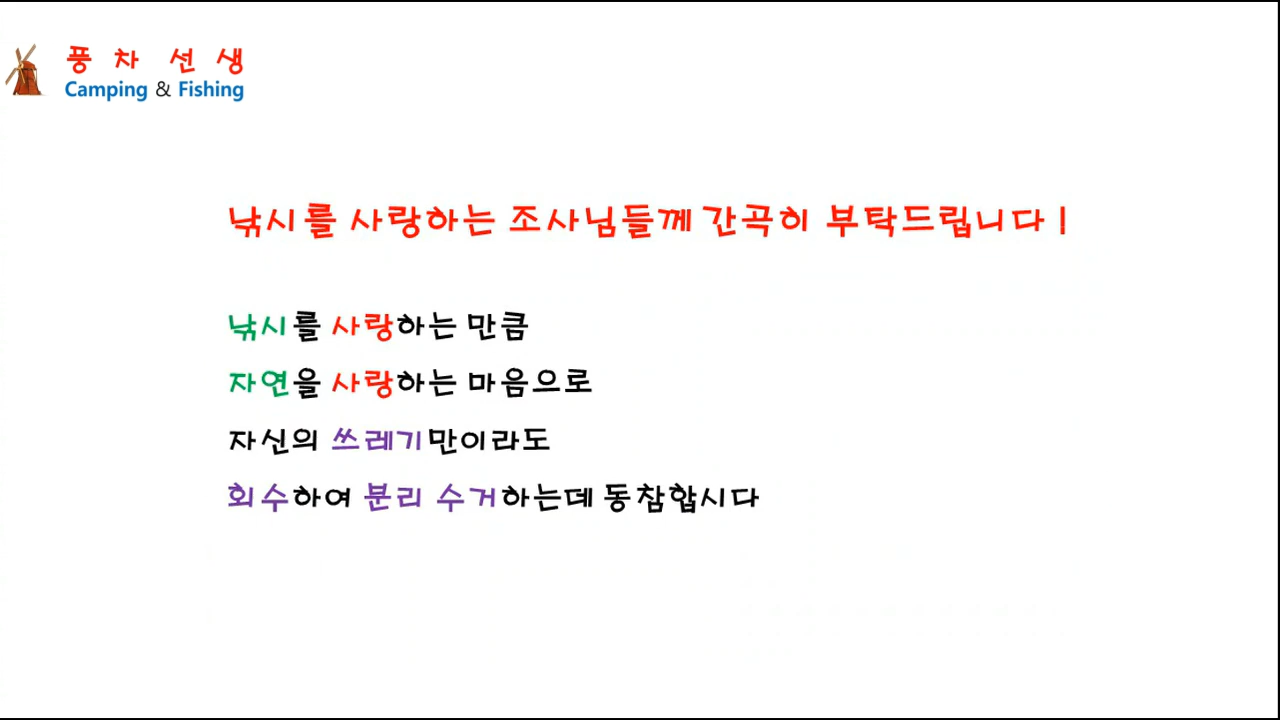 풍 차 선 생
Camping & Fishing
낚시를 사랑하는 조사님들께 간곡히 부탁드립니다 !
낚시를 사랑하는 만큼
자연을 사랑하는 마음으로
자신의 쓰레기만이라도
회수하여 분리 수거하는데 동참합시다